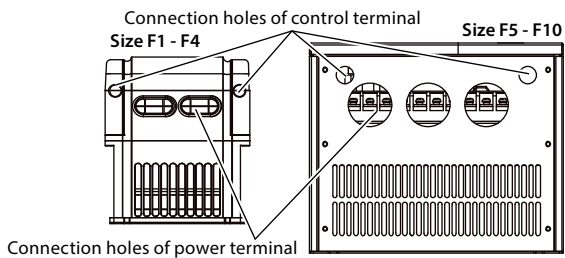 Connection holes of control terminal
Size F1 - F4
Size F5 - F10
Connection holes of power terminal